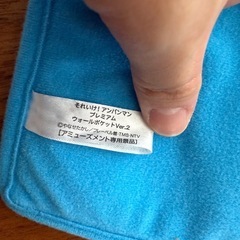 それいけ！アンパンマン
プレミアム
ウォールポケットVer.2
©やなせたかし／フレーベル館・TMS・NTV
【アミューズメント専用景品】